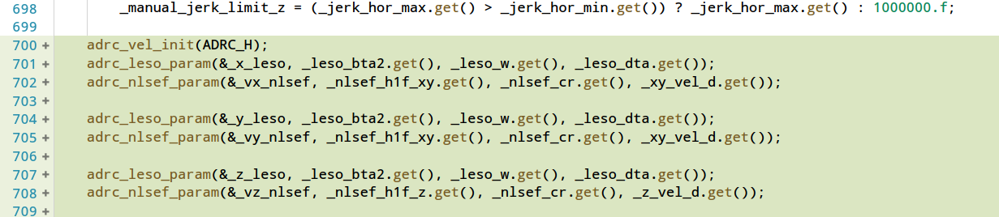 698 _manual_jerk_limit_z = (_jerk_hor_max.get() > _jerk_hor_min.get()) ? _jerk_hor_max.get() : 1000000.f;
699
700 + adrc_vel_init(ADRC_H);
701 + adrc_leso_param(&_x_leso, _leso_bta2.get(), _leso_w.get(), _leso_dta.get());
702 + adrc_nlsef_param(&_vx_nlsef, _nlsef_h1f_xy.get(), _nlsef_cr.get(), _xy_vel_d.get());
703 +
704 + adrc_leso_param(&_y_leso, _leso_bta2.get(), _leso_w.get(), _leso_dta.get());
705 + adrc_nlsef_param(&_vy_nlsef, _nlsef_h1f_xy.get(), _nlsef_cr.get(), _xy_vel_d.get());
706 +
707 + adrc_leso_param(&_z_leso, _leso_bta2.get(), _leso_w.get(), _leso_dta.get());
708 + adrc_nlsef_param(&_vz_nlsef, _nlsef_h1f_z.get(), _nlsef_cr.get(), _z_vel_d.get());
709 +